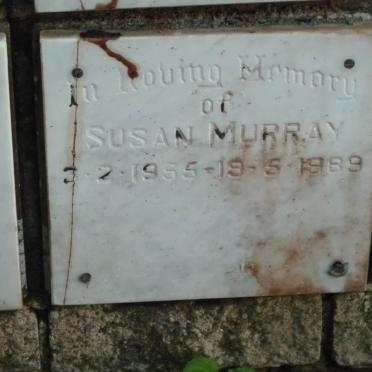 In Loving Memory
of
SUSAN MURRAY
3-2-1955-19-5-1989